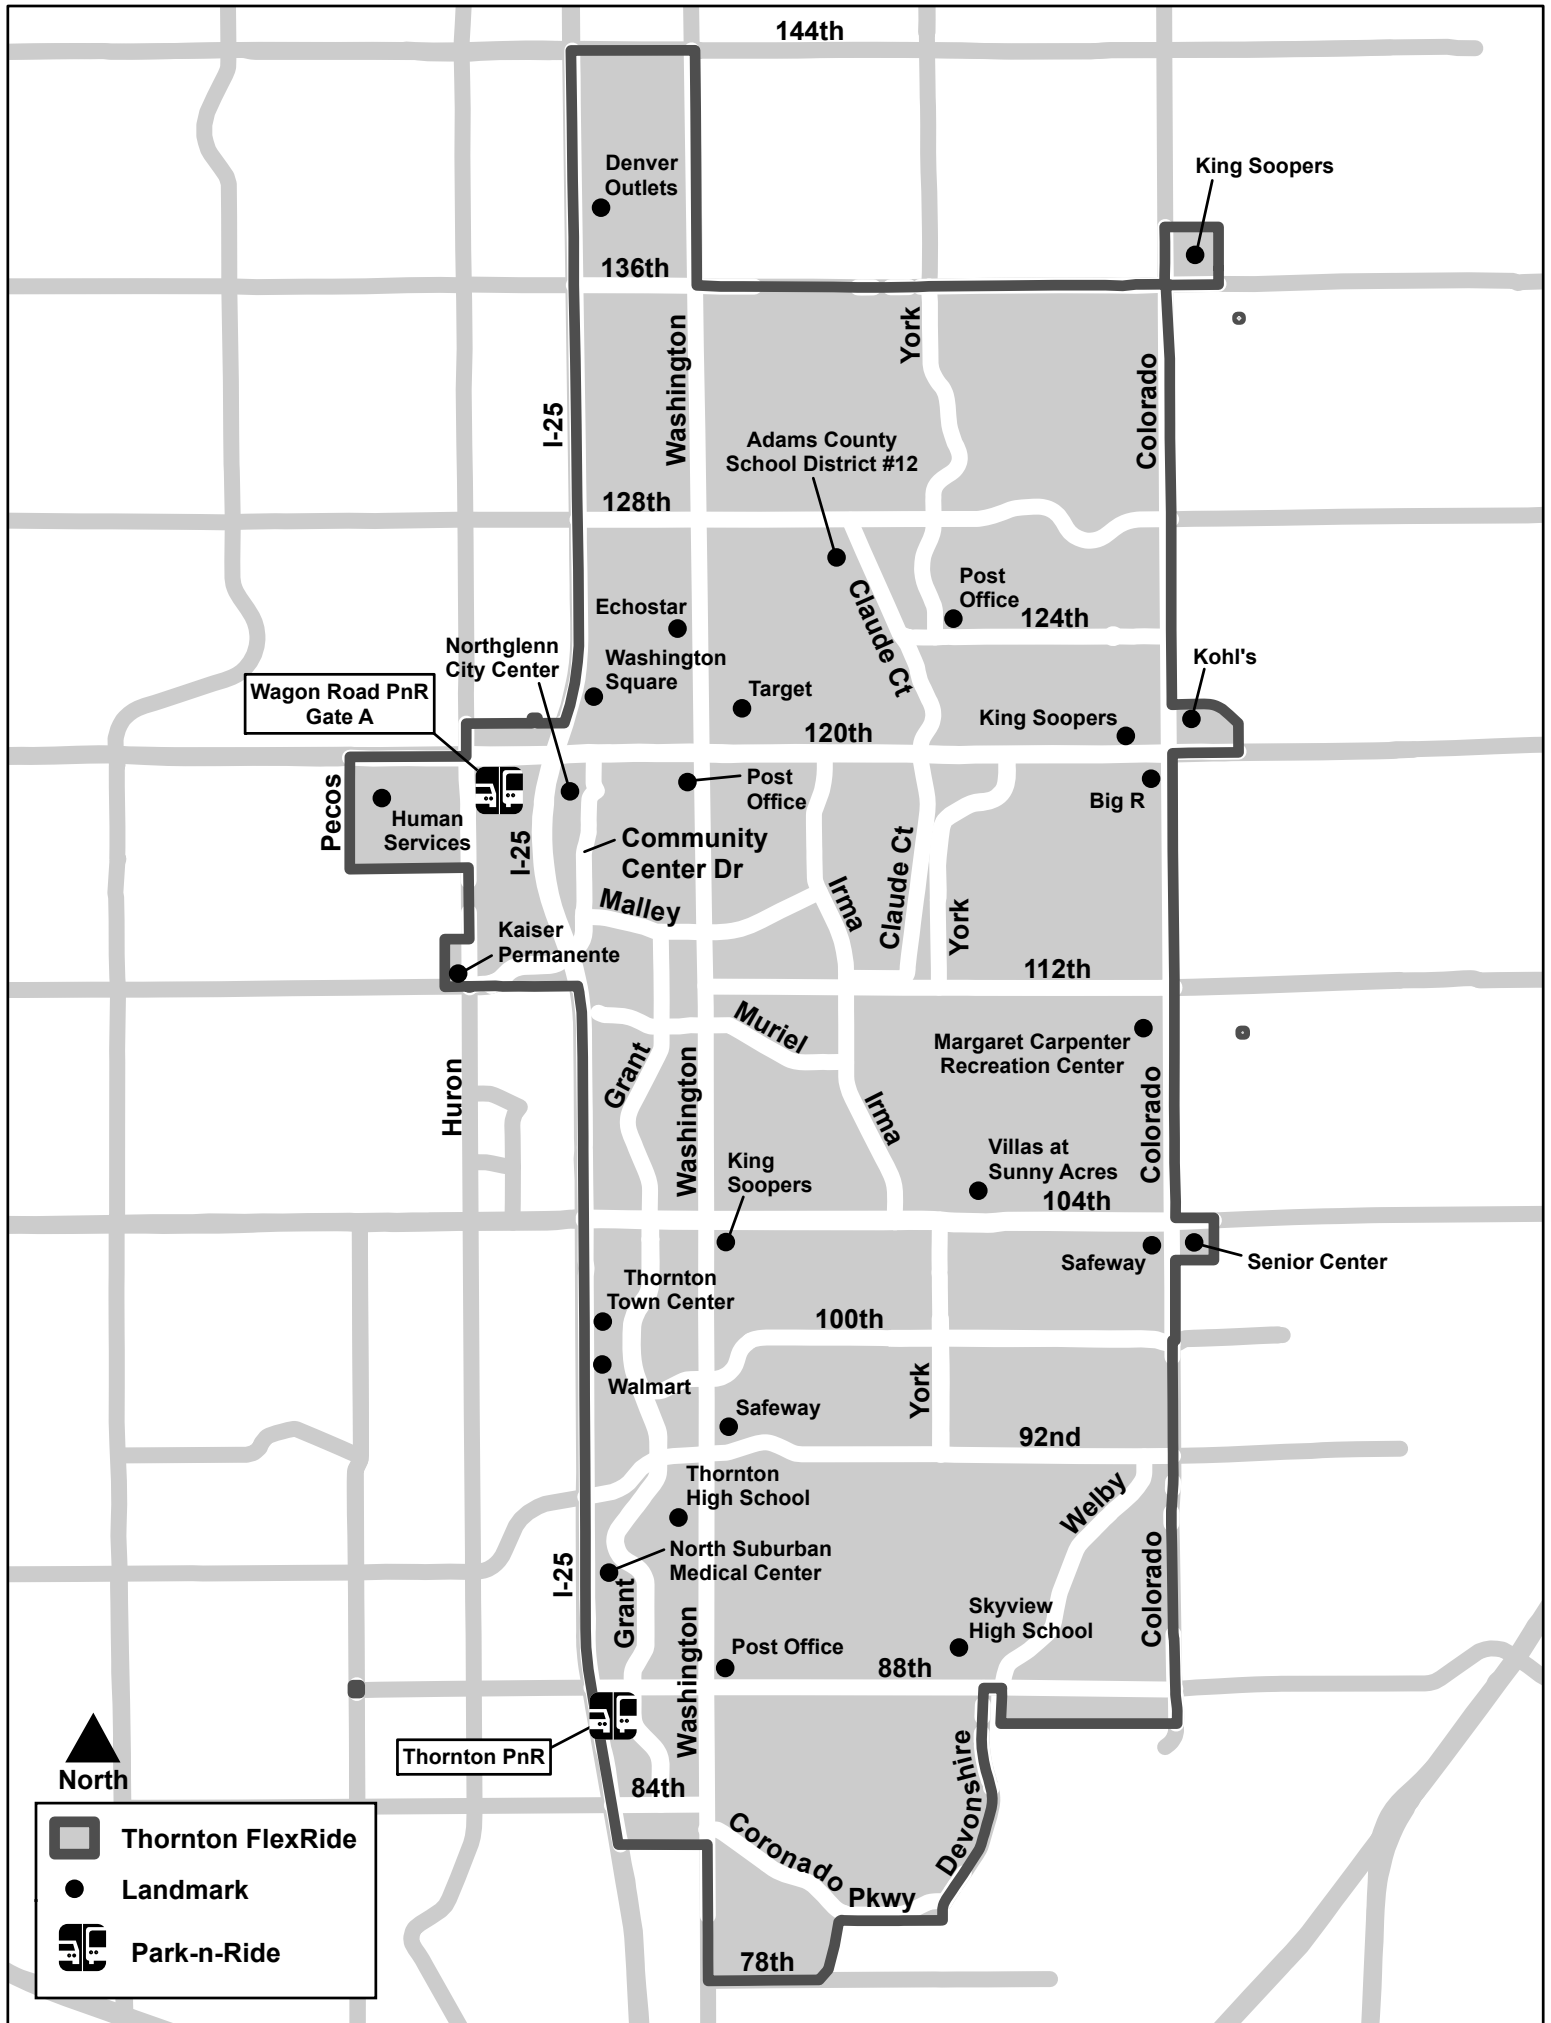 144th
King Soopers
Denver
Outlets
136th
York
Washington
Colorado
I-25
Adams County
School District #12
128th
Post
Office
124th
Claude Ct
Echostar
Northglenn
City Center
Washington
Square
Kohl's
Wagon Road PnR
Gate A
Target
King Soopers
120th
Pecos
Human
Services
Post
Office
Big R
I-25
Community
Center Dr
Claude Ct
Irma
Malley
York
Kaiser
Permanente
112th
Muriel
Margaret Carpenter
Recreation Center
Grant
Huron
Washington
Irma
Colorado
Villas at
Sunny Acres
King
Soopers
104th
Safeway
Senior Center
Thornton
Town Center
100th
Walmart
York
Safeway
92nd
Thornton
High School
Welby
North Suburban
Medical Center
I-25
Grant
Colorado
Skyview
High School
Washington
Post Office
88th
Thornton PnR
Devonshire
North
84th
Coronado
Pkwy
78th
Thornton FlexRide
Landmark
Park-n-Ride